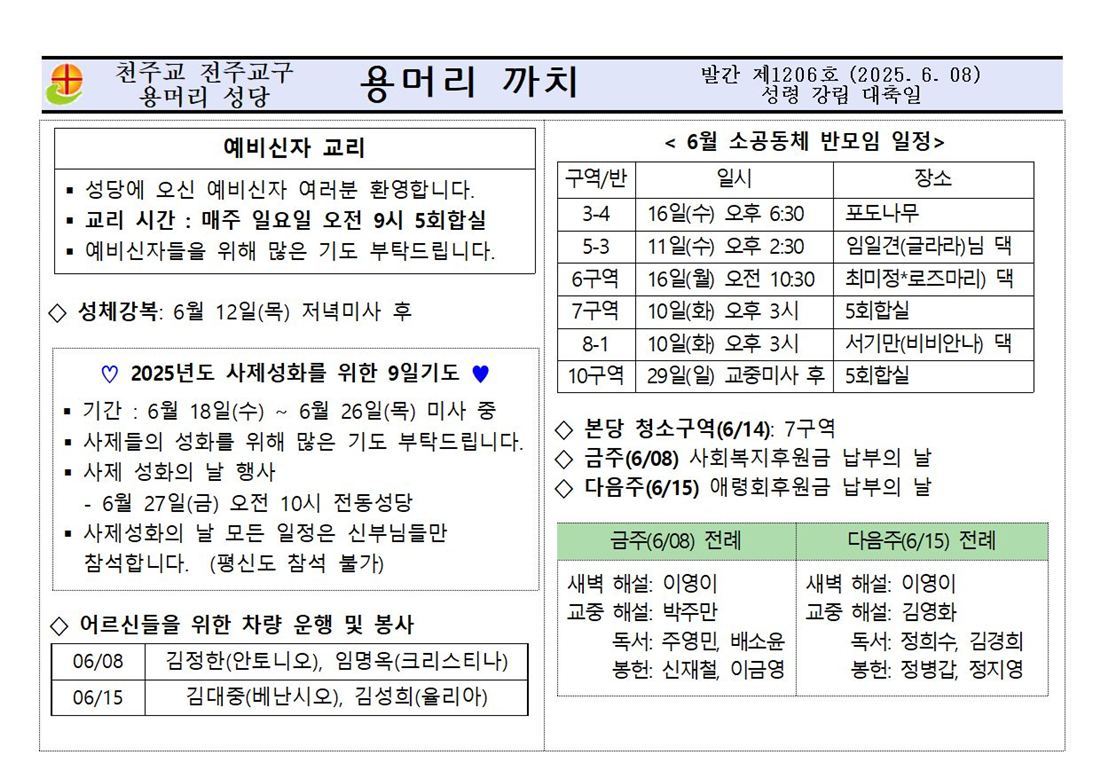 천주교 전주교구
용머리 성당
용머리 까치
발간 제1206호 (2025. 6. 08)
성령 강림 대축일
예비신자 교리
▪ 성당에 오신 예비신자 여러분 환영합니다.
▪ 교리 시간 : 매주 일요일 오전 9시 5회합실
▪ 예비신자들을 위해 많은 기도 부탁드립니다.
◇ 성체강복: 6월 12일(목) 저녁미사 후
♡ 2025년도 사제성화를 위한 9일기도 ♥
▪ 기간 : 6월 18일(수) ~ 6월 26일(목) 미사 중
▪ 사제들의 성화를 위해 많은 기도 부탁드립니다.
▪ 사제 성화의 날 행사
- 6월 27일(금) 오전 10시 전동성당
▪ 사제성화의 날 모든 일정은 신부님들만
참석합니다. (평신도 참석 불가)
◇ 어르신들을 위한 차량 운행 및 봉사
06/08 김정한(안토니오), 임명옥(크리스티나)
06/15 김대중(베난시오), 김성희(율리아)
< 6월 소공동체 반모임 일정>
구역/반 일시 장소
3-4 16일(수) 오후 6:30 포도나무
5-3 11일(수) 오후 2:30 임일견(글라라)님 댁
6구역 16일(월) 오전 10:30 최미정*로즈마리) 댁
7구역 10일(화) 오후 3시 5회합실
8-1 10일(화) 오후 3시 서기만(비비안나) 댁
10구역 29일(일) 교중미사 후 5회합실
◇ 본당 청소구역(6/14): 7구역
◇ 금주(6/08) 사회복지후원금 납부의 날
◇ 다음주(6/15) 애령회후원금 납부의 날
금주(6/08) 전례
새벽 해설: 이영이
교중 해설: 박주만
독서: 주영민, 배소윤
봉헌: 신재철, 이금영
다음주(6/15) 전례
새벽 해설: 이영이
교중 해설: 김영화
독서: 정희수, 김경희
봉헌: 정병갑, 정지영